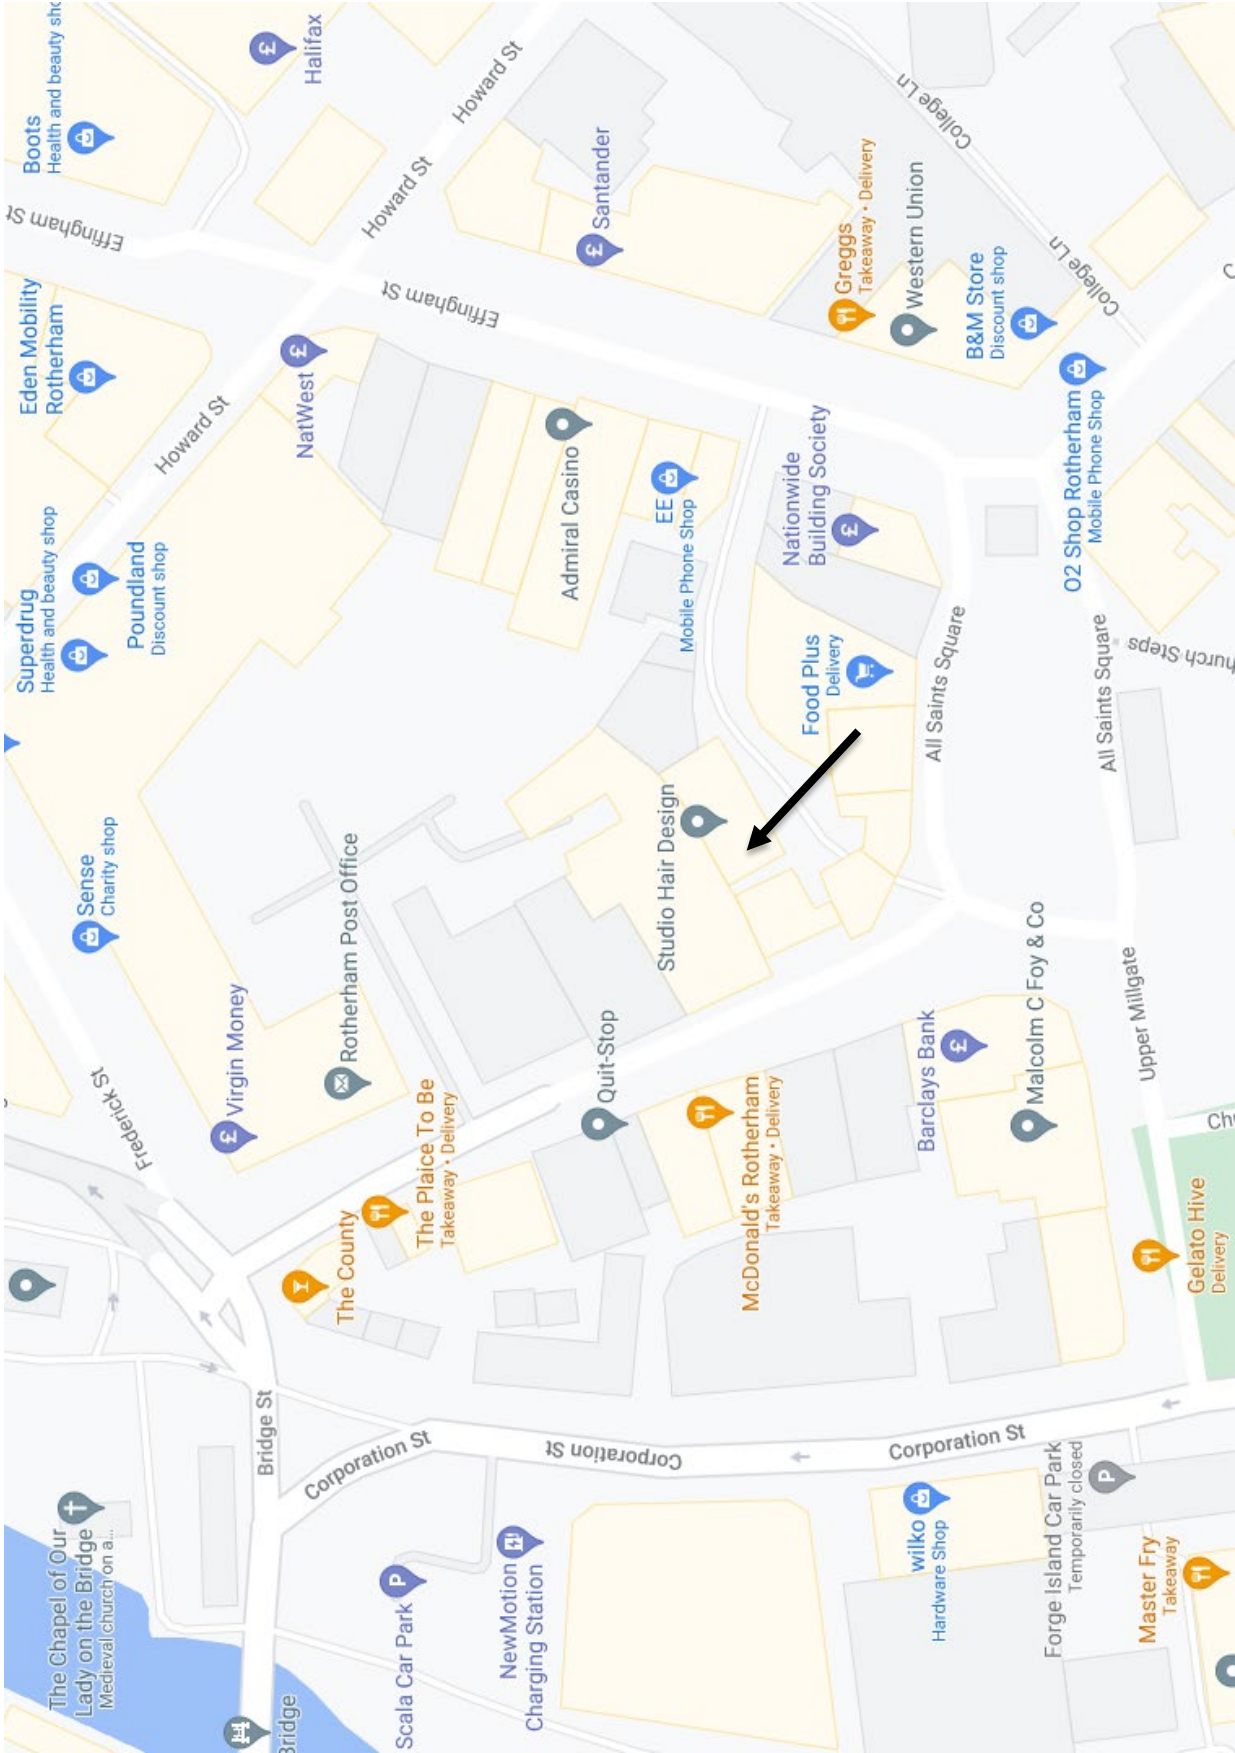 The Chapel of Our
Lady on the Bridge
Medieval church on a...
Bridge
Bridge St
Frederick St
Sense
Charity shop
Superdrug
Health and beauty shop
Poundland
Discount shop
Howard St
Eden Mobility
Rotherham
Effingham St
Boots
Health and beauty sho
Halifax
Howard St
Howard St
NatWest
Effingham St
Santander
Virgin Money
Rotherham Post Office
The County
The Plaice To Be
Takeaway • Delivery
Corporation St
Scala Car Park
NewMotion
Charging Station
Corporation St
Quit-Stop
Studio Hair Design
Admiral Casino
EE
Mobile Phone Shop
McDonald's Rotherham
Takeaway • Delivery
Food Plus
Delivery
Nationwide
Building Society
Greggs
Takeaway • Delivery
Western Union
College Ln
B&M Store
Discount shop
College Ln
All Saints Square
Barclays Bank
Corporation St
wilko
Hardware Shop
Malcolm C Foy & Co
Forge Island Car Park
Temporarily closed
O2 Shop Rotherham
Mobile Phone Shop
All Saints Square
Upper Millgate
hurch Steps
Master Fry
Takeaway
Gelato Hive
Delivery
Chu
C